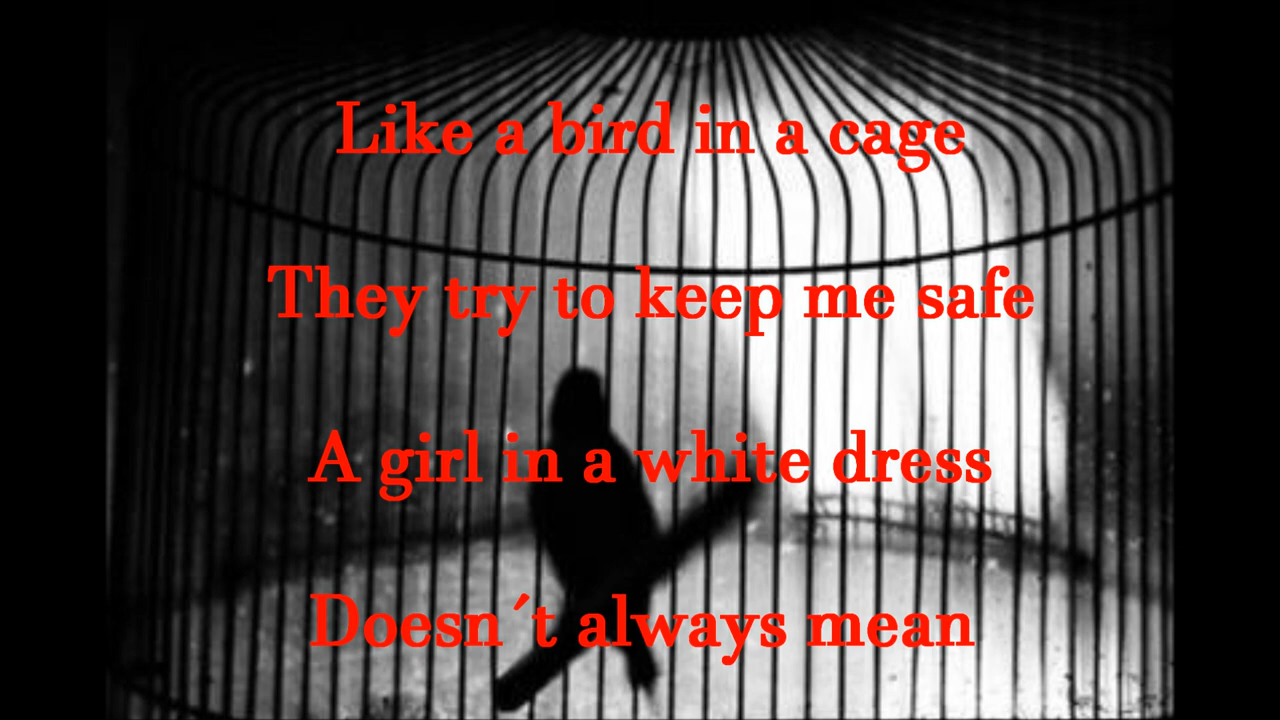 Like a bird in a cage
They try to keep me safe
A girl in a white dress
Doesn´t always mean